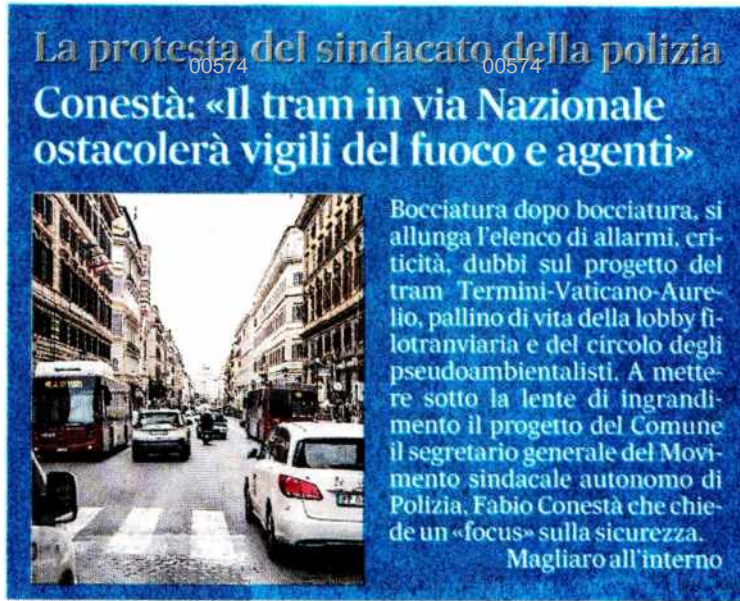 La protesta del sindacato della polizia
00574 00574
Conestà: «Il tram in via Nazionale
ostacolerà vigili del fuoco e agenti»
Bocciatura dopo bocciatura, si
allunga l'elenco di allarmi, cri-
ticità, dubbi sul progetto del
tram Termini-Vaticano-Aure-
lio, pallino di vita della lobby fi-
lotranviaria e del circolo degli
pseudoambientalisti. A mette-
re sotto la lente di ingrandi-
mento il progetto del Comune
il segretario generale del Movi-
mento sindacale autonomo di
Polizia, Fabio Conestà che chie-
de un «focus» sulla sicurezza.
Magliaro all'interno